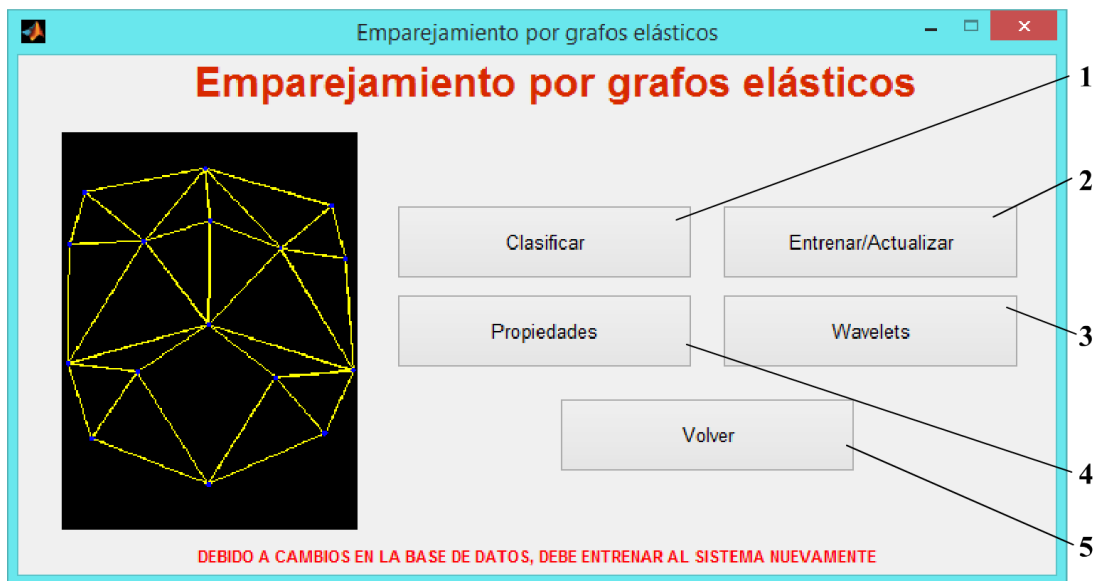 Emparejamiento por grafos elásticos
Emparejamiento por grafos elásticos
1
2
Clasificar
Entrenar/Actualizar
Propiedades
Wavelets
3
Volver
4
5
DEBIDO A CAMBIOS EN LA BASE DE DATOS, DEBE ENTRENAR AL SISTEMA NUEVAMENTE